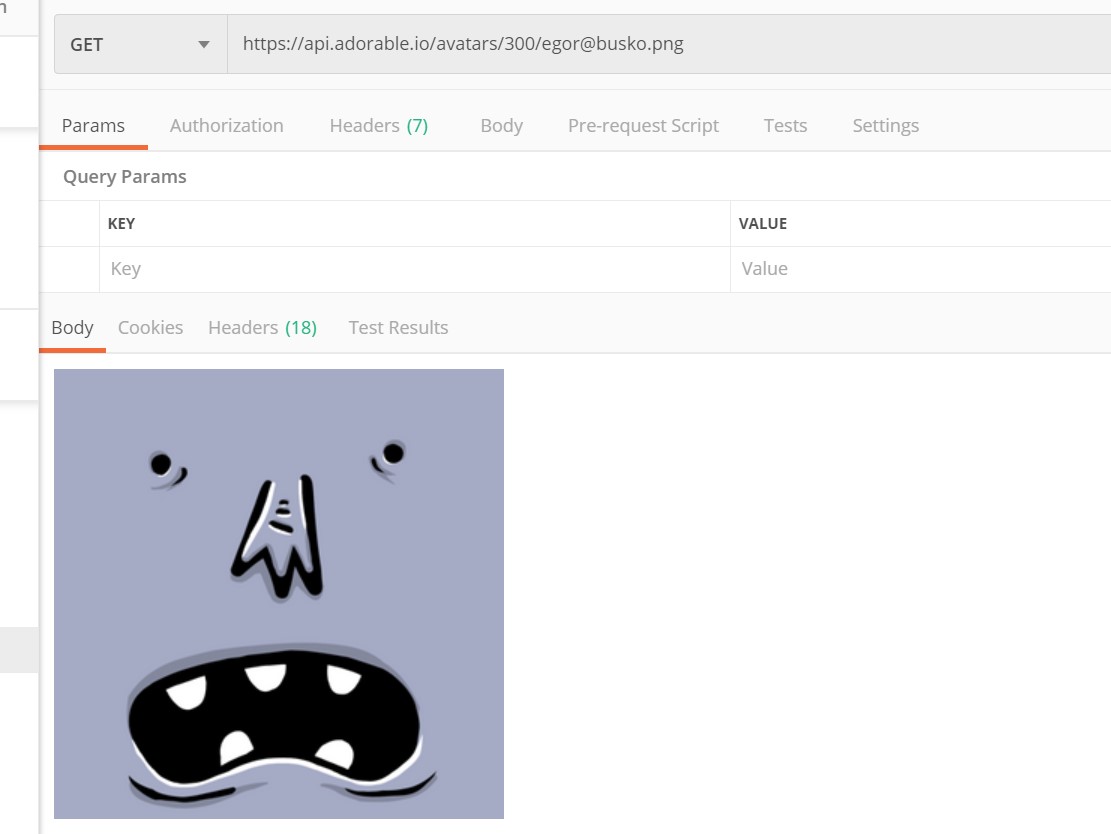 GET https://api.adorable.io/avatars/300/egor@busko.png
Params Authorization Headers (7) Body Pre-request Script Tests Settings
Query Params
KEY VALUE
Key Value
Body Cookies Headers (18) Test Results